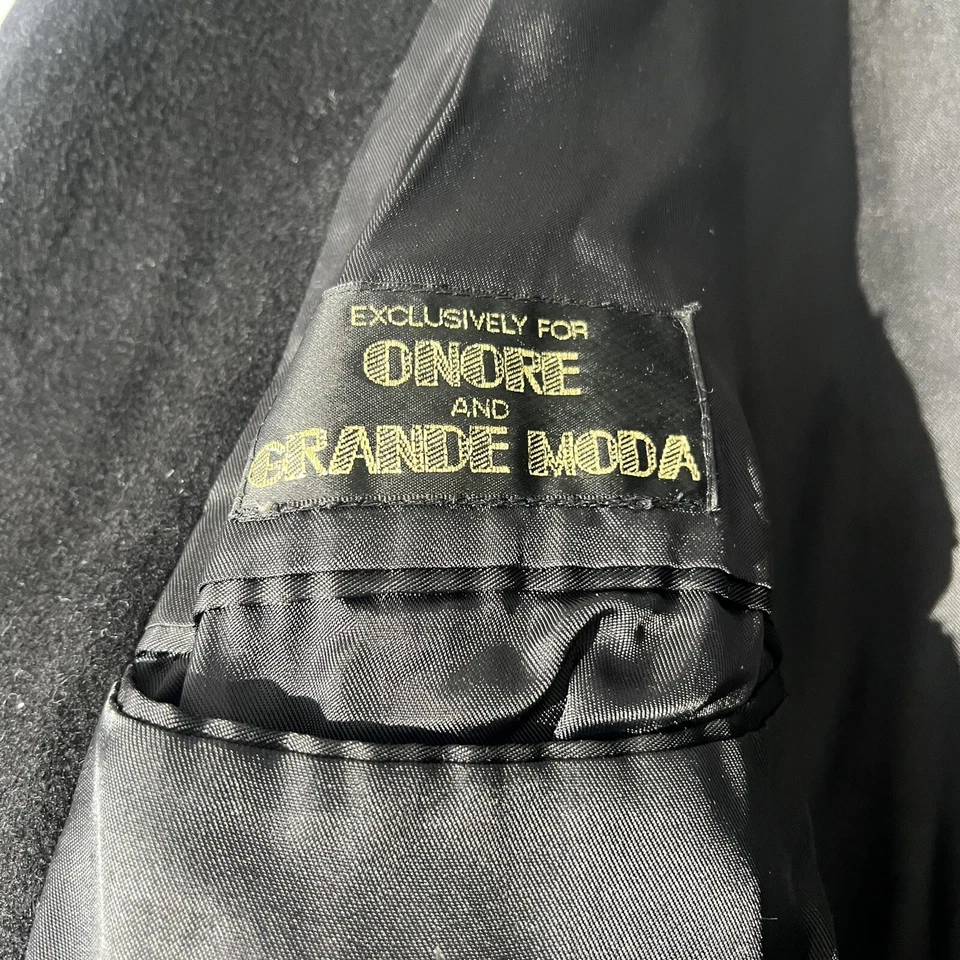 EXCLUSIVELY FOR
ONORE
AND
GRANDE MODA